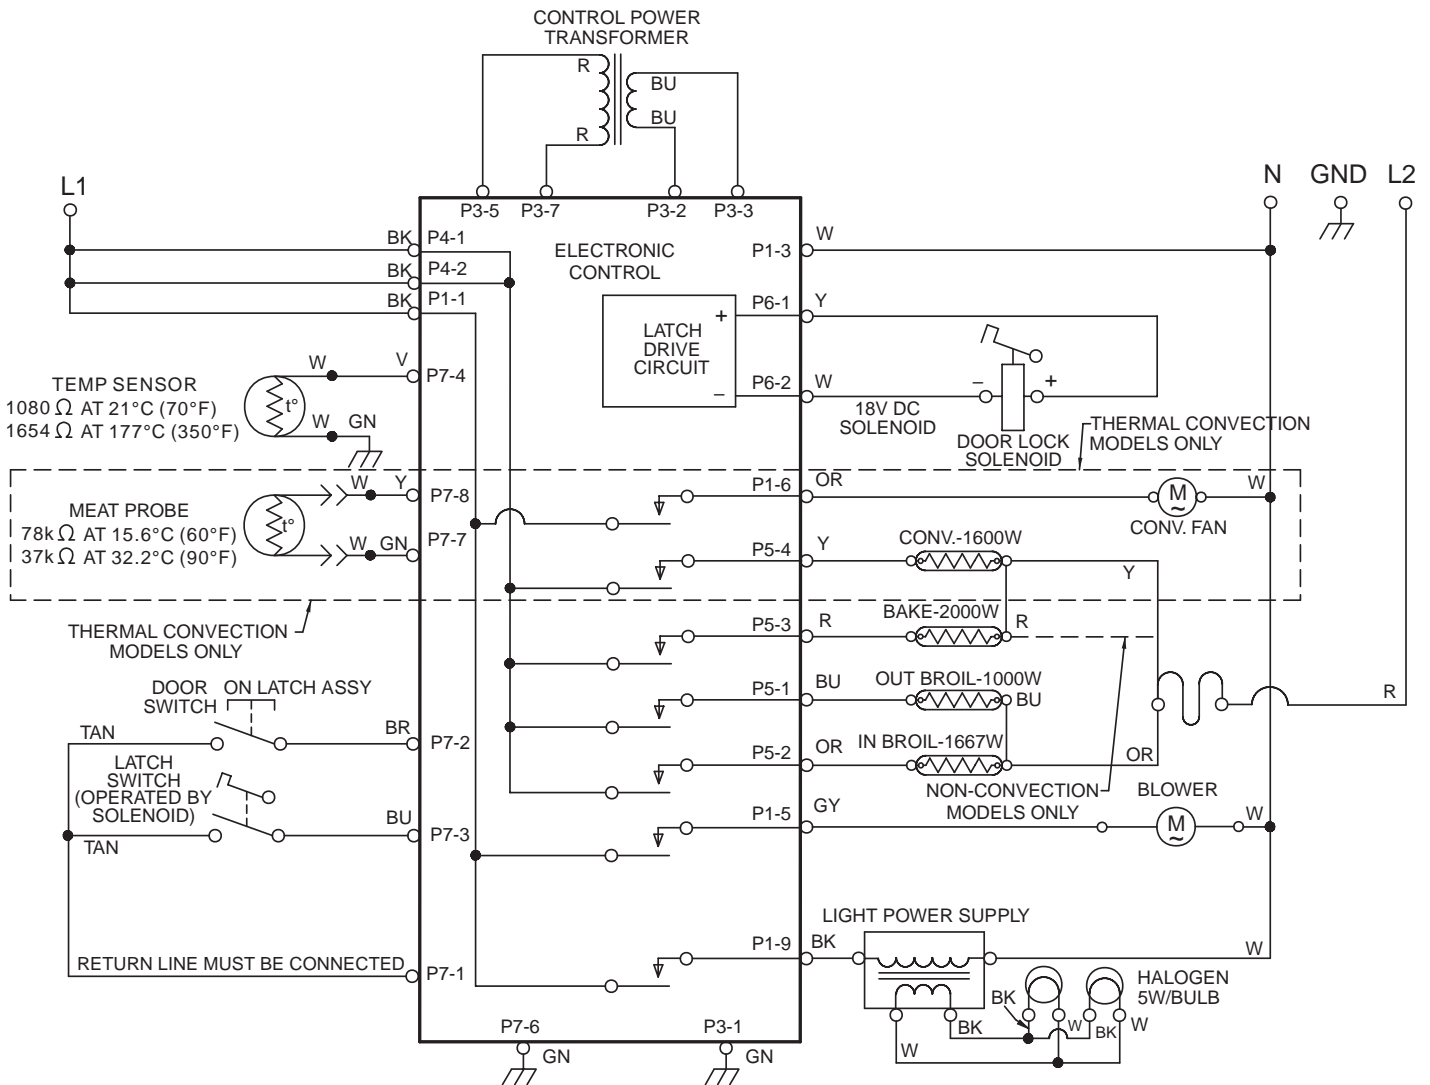 CONTROL POWER
TRANSFORMER
R
BU
BU
R
L1
N
GND
L2
P3-5
P3-7
P3-2
P3-3
BK
P4-1
BK
P4-2
BK
P1-1
ELECTRONIC
CONTROL
P1-3
W
P6-1
Y
+
LATCH
DRIVE
CIRCUIT
–
P6-2
W
–
+
18V DC
SOLENOID
DOOR LOCK
SOLENOID
THERMAL CONVECTION
MODELS ONLY
TEMP SENSOR
1080 Ω AT 21°C (70°F)
1654 Ω AT 177°C (350°F)
t°
W
V
P7-4
W
GN
MEAT PROBE
78k Ω AT 15.6°C (60°F)
37k Ω AT 32.2°C (90°F)
t°
W
Y
P7-8
W
GN
P7-7
P1-6
OR
M
~
W
CONV. FAN
P5-4
Y
CONV.-1600W
Y
THERMAL CONVECTION
MODELS ONLY
P5-3
R
BAKE-2000W
R
P5-1
BU
OUT BROIL-1000W
BU
R
P5-2
OR
IN BROIL-1667W
OR
NON-CONVECTION
MODELS ONLY
DOOR
SWITCH
ON LATCH ASSY
TAN
BR
P7-2
LATCH
SWITCH
(OPERATED BY
SOLENOID)
TAN
BU
P7-3
P1-5
GY
BLOWER
M
~
W
RETURN LINE MUST BE CONNECTED
P7-1
LIGHT POWER SUPPLY
P1-9
BK
W
HALOGEN
5W/BULB
BK
BK
W
BK
W
W
P7-6
GN
P3-1
GN